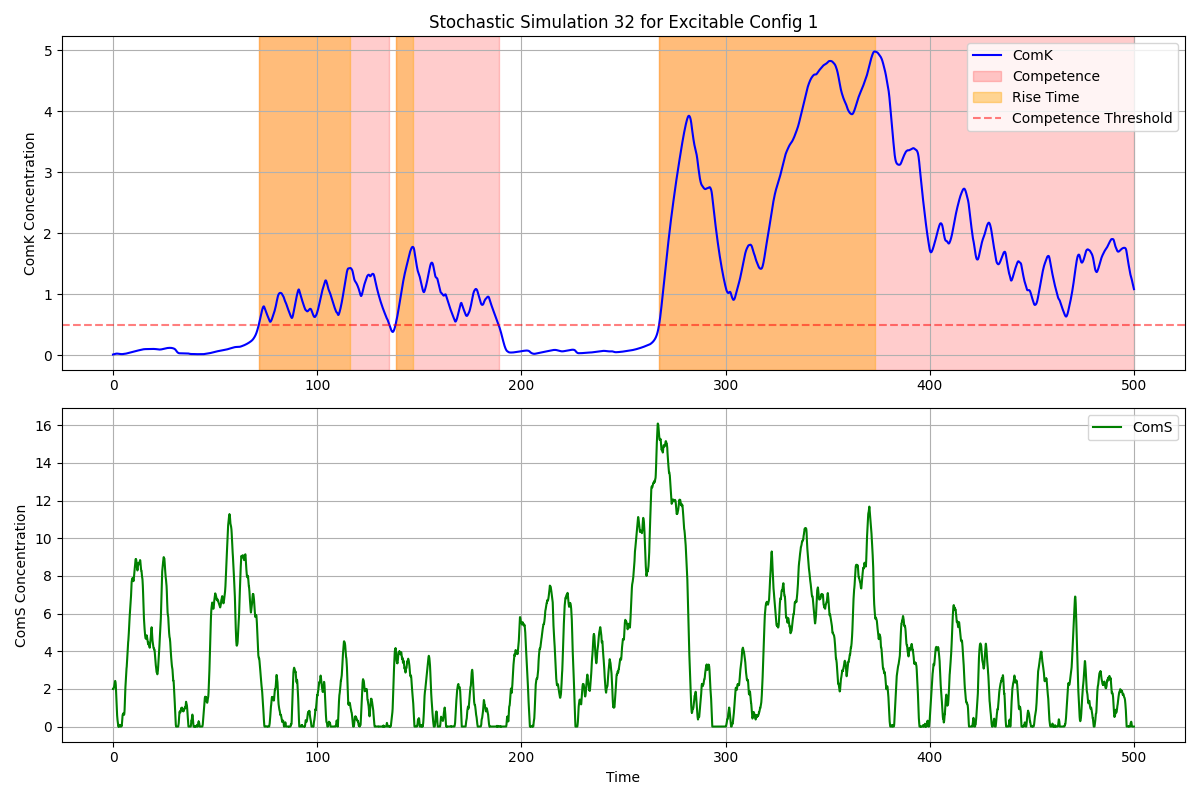 Stochastic Simulation 32 for Excitable Config 1
ComK Concentration
5
4
3
2
1
0
ComK
Competence
Rise Time
Competence Threshold
0 100 200 300 400 500
ComS Concentration
16
14
12
10
8
6
4
2
0
ComS
0 100 200 300 400 500
Time